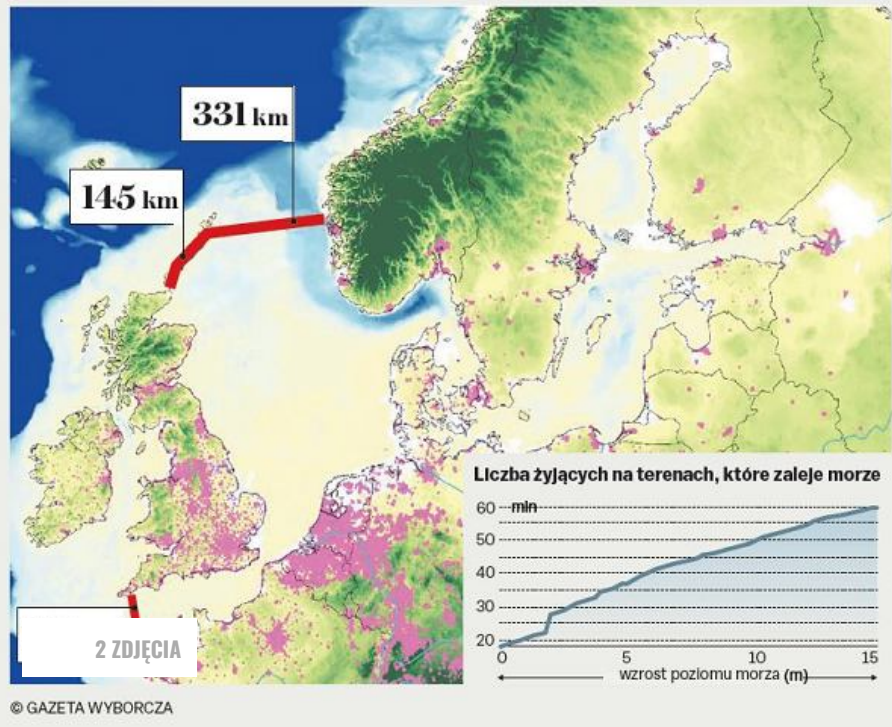 331 km
145 km
2 ZDJĘCIA
Liczba żyjących na terenach, które zaleje morze
60 mln
50
40
30
20
0 5 10 15
wzrost poziomu morza (m)
© GAZETA WYBORCZA